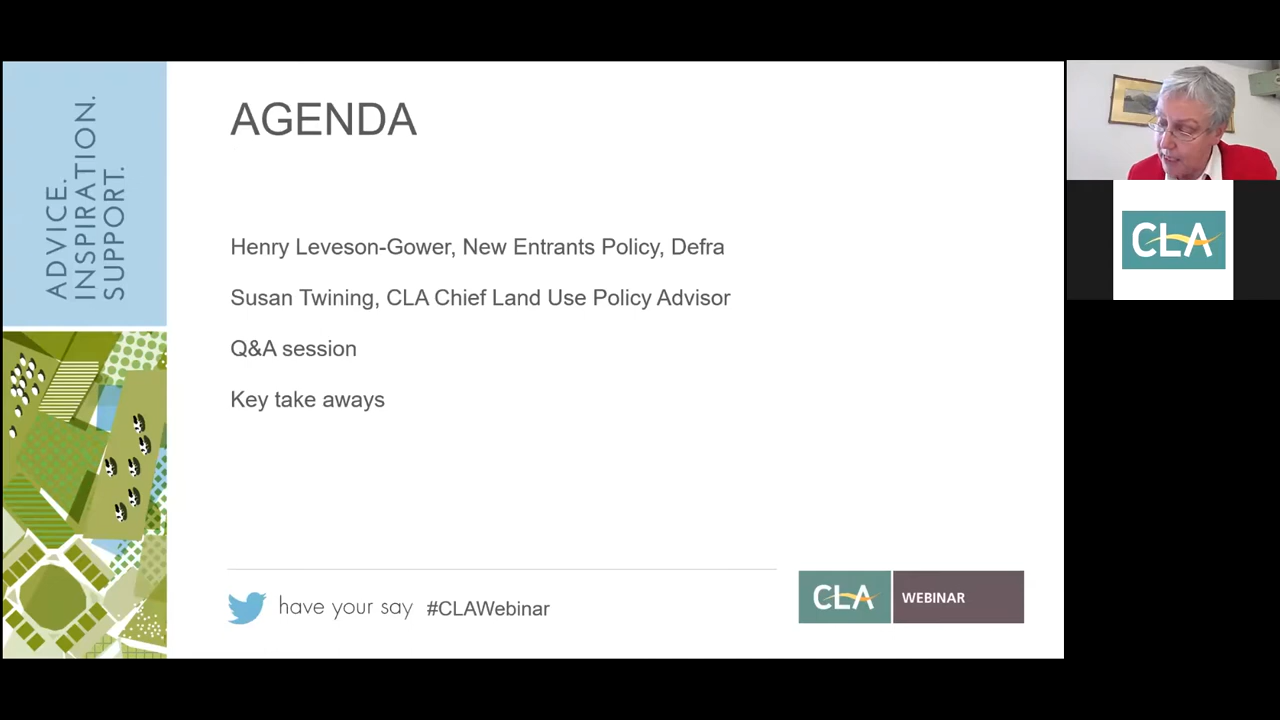 ADVICE.
INSPIRATION.
SUPPORT.
AGENDA
Henry Leveson-Gower, New Entrants Policy, Defra
Susan Twining, CLA Chief Land Use Policy Advisor
Q&A session
Key take aways
have your say #CLAWebinar
CLA WEBINAR
CLA